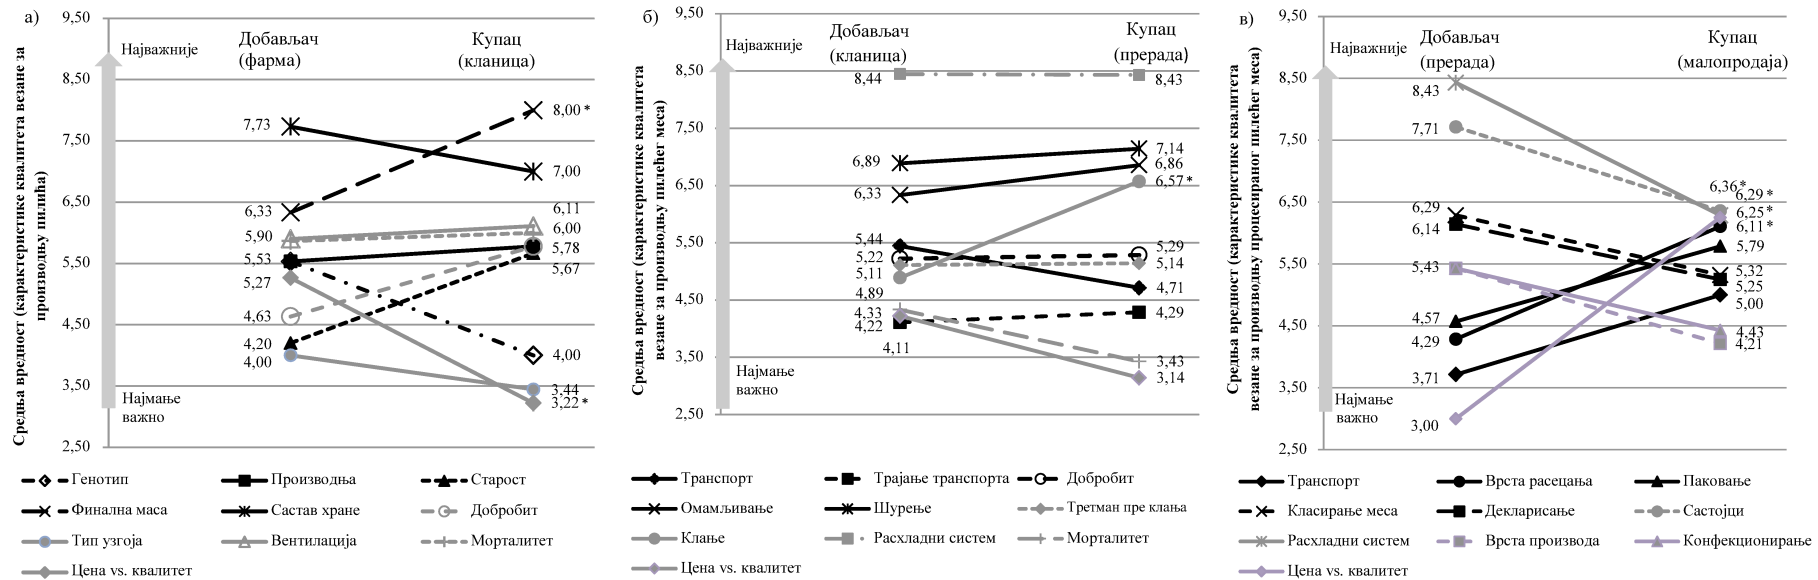 а)
Средња вредност (карактеристике квалитета везане за
производњу пилића)
9,50
8,50
7,50
6,50
5,50
4,50
3,50
2,50
Најважније
Најмање
важно
Добављач
(фарма)
Купац
(кланица)
7,73
6,33
5,90
5,53
5,27
4,63
4,20
4,00
8,00 *
7,00
6,11
6,00
5,78
5,67
4,00
3,44
3,22 *
Генотип
Производња
Старост
Финална маса
Састав хране
Добробит
Тип узгоја
Вентилација
Морталитет
Цена vs. квалитет
б)
Средња вредност (карактеристике квалитета
везане за производњу пилећег меса)
9,50
8,50
7,50
6,50
5,50
4,50
3,50
2,50
Најважније
Најмање
важно
Добављач
(кланица)
Купац
(прерада)
8,44
6,89
6,33
5,44
5,22
5,11
4,89
4,33
4,22
4,11
8,43
7,14
6,86
6,57 *
5,29
5,14
4,71
4,29
3,43
3,14
Транспорт
Трајање транспорта
Добробит
Омамљивање
Шурење
Третман пре клања
Клање
Расхладни систем
Морталитет
Цена vs. квалитет
в)
Средња вредност (карактеристике квалитета
везане за производњу процесираног пилећег меса)
9,50
8,50
7,50
6,50
5,50
4,50
3,50
2,50
Најважније
Најмање
важно
Добављач
(прерада)
Купац
(малопродаја)
8,43
7,71
6,29
6,14
5,43
4,57
4,29
3,71
3,00
6,36 *
6,29 *
6,25 *
6,11 *
5,79
5,32
5,25
5,00
4,43
4,21
Транспорт
Врста расецања
Паковање
Класирање меса
Декларисање
Састојци
Расхладни систем
Врста производа
Конфекционирање
Цена vs. квалитет